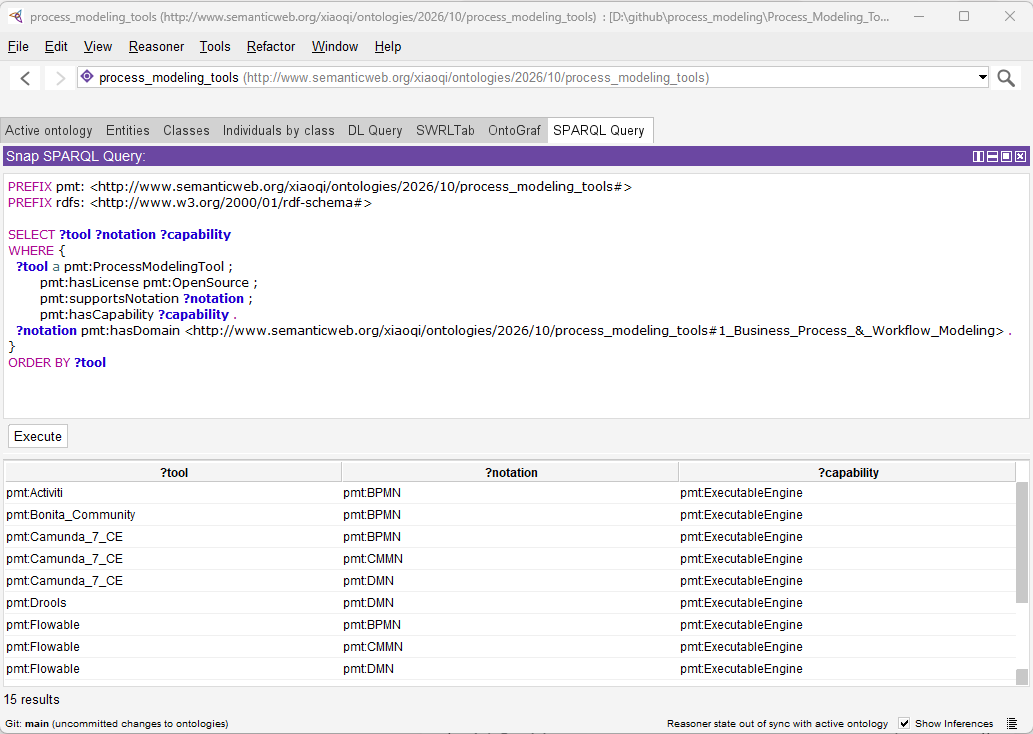 process_modeling_tools (http://www.semanticweb.org/xiaoqi/ontologies/2026/10/process_modeling_tools) : [D:\github\process_modeling\Process_Modeling_To...
File Edit View Reasoner Tools Refactor Window Help
process_modeling_tools (http://www.semanticweb.org/xiaoqi/ontologies/2026/10/process_modeling_tools)
Active ontology Entities Classes Individuals by class DL Query SWRLTab OntoGraf SPARQL Query
Snap SPARQL Query:
PREFIX pmt: <http://www.semanticweb.org/xiaoqi/ontologies/2026/10/process_modeling_tools#>
PREFIX rdfs: <http://www.w3.org/2000/01/rdf-schema#>
SELECT ?tool ?notation ?capability
WHERE {
?tool a pmt:ProcessModelingTool ;
pmt:hasLicense pmt:OpenSource ;
pmt:supportsNotation ?notation ;
pmt:hasCapability ?capability .
?notation pmt:hasDomain <http://www.semanticweb.org/xiaoqi/ontologies/2026/10/process_modeling_tools#1_Business_Process_&_Workflow_Modeling> .
}
ORDER BY ?tool
Execute
?tool ?notation ?capability
pmt:Activiti pmt:BPMN pmt:ExecutableEngine
pmt:Bonita_Community pmt:BPMN pmt:ExecutableEngine
pmt:Camunda_7_CE pmt:BPMN pmt:ExecutableEngine
pmt:Camunda_7_CE pmt:CMMN pmt:ExecutableEngine
pmt:Camunda_7_CE pmt:DMN pmt:ExecutableEngine
pmt:Drools pmt:DMN pmt:ExecutableEngine
pmt:Flowable pmt:BPMN pmt:ExecutableEngine
pmt:Flowable pmt:CMMN pmt:ExecutableEngine
pmt:Flowable pmt:DMN pmt:ExecutableEngine
15 results
Git: main (uncommitted changes to ontologies) Reasoner state out of sync with active ontology Show Inferences